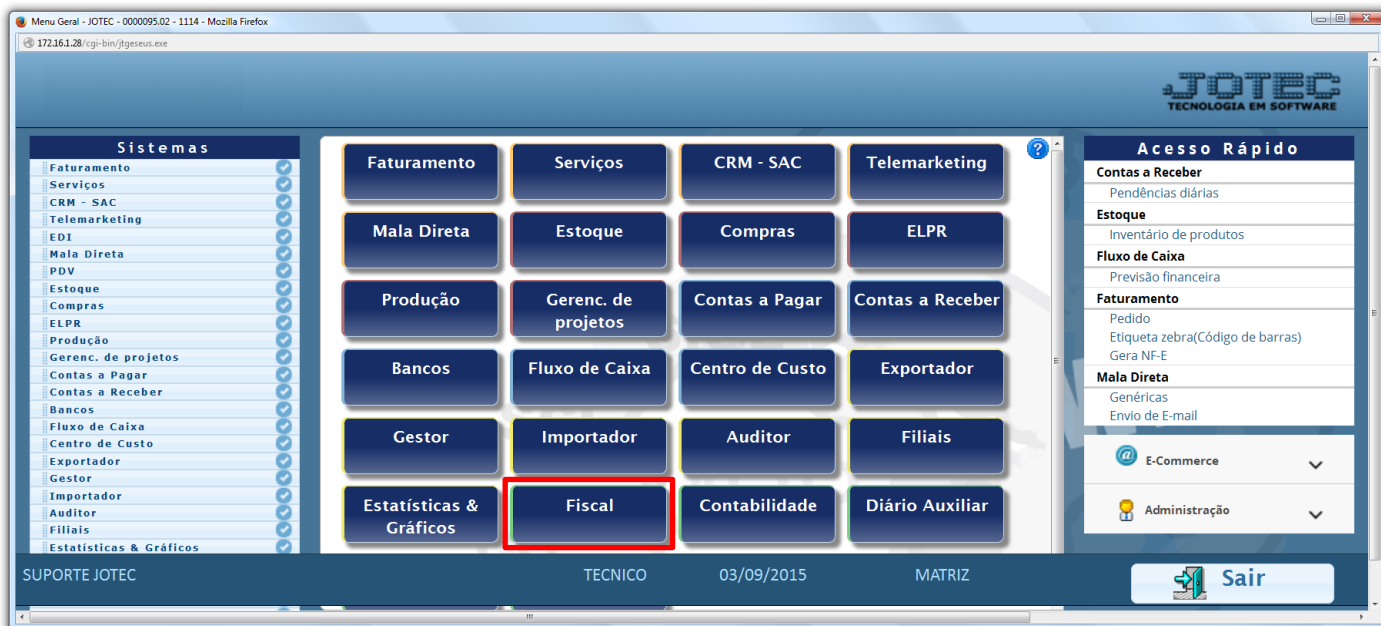 Menu Geral - JOTEC - 0000095.02 - 1114 - Mozilla Firefox
172.16.1.28/cgi-bin/jtgeseus.exe
JOTEC
TECNOLOGIA EM SOFTWARE
Sistemas
Faturamento
Serviços
CRM - SAC
Telemarketing
EDI
Mala Direta
PDV
Estoque
Compras
ELPR
Produção
Gerenc. de projetos
Contas a Pagar
Contas a Receber
Bancos
Fluxo de Caixa
Centro de Custo
Exportador
Gestor
Importador
Auditor
Filiais
Estatísticas & Gráficos
Faturamento
Serviços
CRM - SAC
Telemarketing
Mala Direta
Estoque
Compras
ELPR
Produção
Gerenc. de
projetos
Contas a Pagar
Contas a Receber
Bancos
Fluxo de Caixa
Centro de Custo
Exportador
Gestor
Importador
Auditor
Filiais
Estatísticas &
Gráficos
Fiscal
Contabilidade
Diário Auxiliar
?
Acesso Rápido
Contas a Receber
Pendências diárias
Estoque
Inventário de produtos
Fluxo de Caixa
Previsão financeira
Faturamento
Pedido
Etiqueta zebra(Código de barras)
Gera NF-E
Mala Direta
Genéricas
Envio de E-mail
@ E-Commerce
Administração
SUPORTE JOTEC
TECNICO
03/09/2015
MATRIZ
Sair